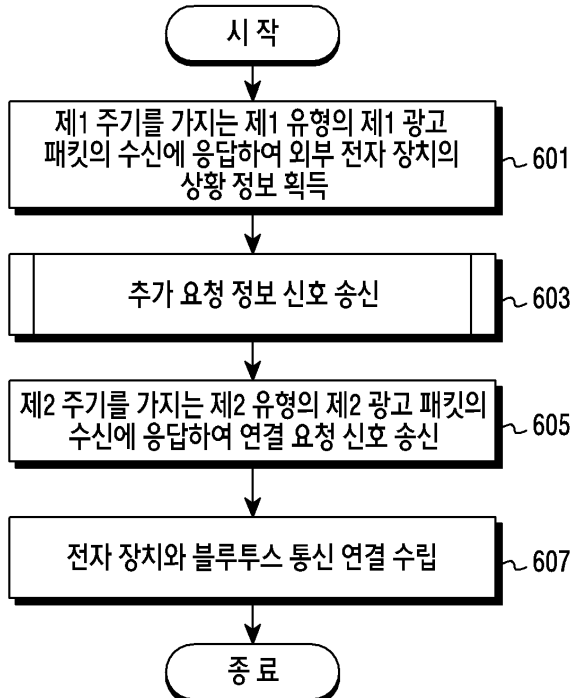 시 작
제1 주기를 가지는 제1 유형의 제1 광고
패킷의 수신에 응답하여 외부 전자 장치의
상황 정보 획득
601
추가 요청 정보 신호 송신
603
제2 주기를 가지는 제2 유형의 제2 광고 패킷의
수신에 응답하여 연결 요청 신호 송신
605
전자 장치와 블루투스 통신 연결 수립
607
종 료